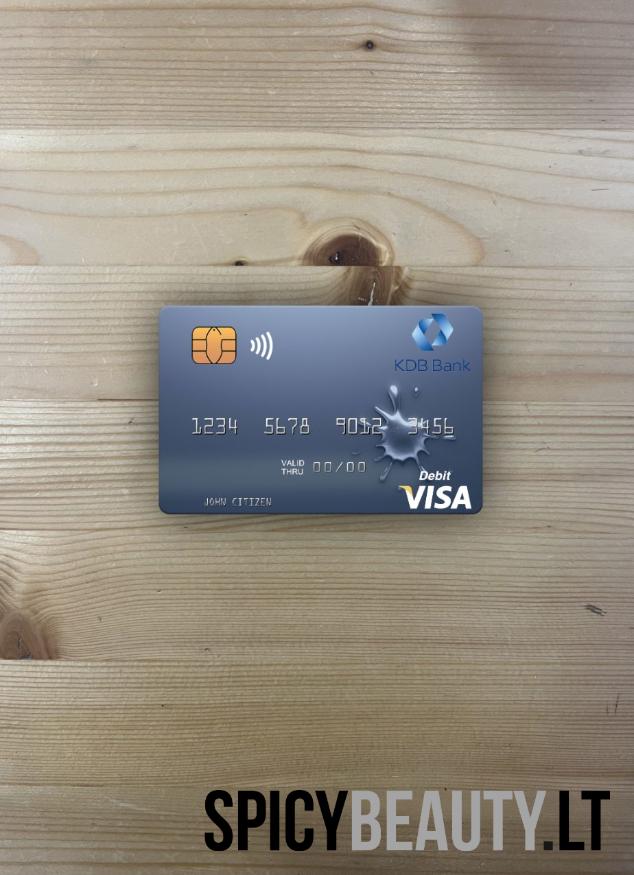 KDB Bank
1234 5678 9012 3456
VALID
THRU 00/00
Debit
VISA
JOHN CITIZEN
SPICYBEAUTY.LT